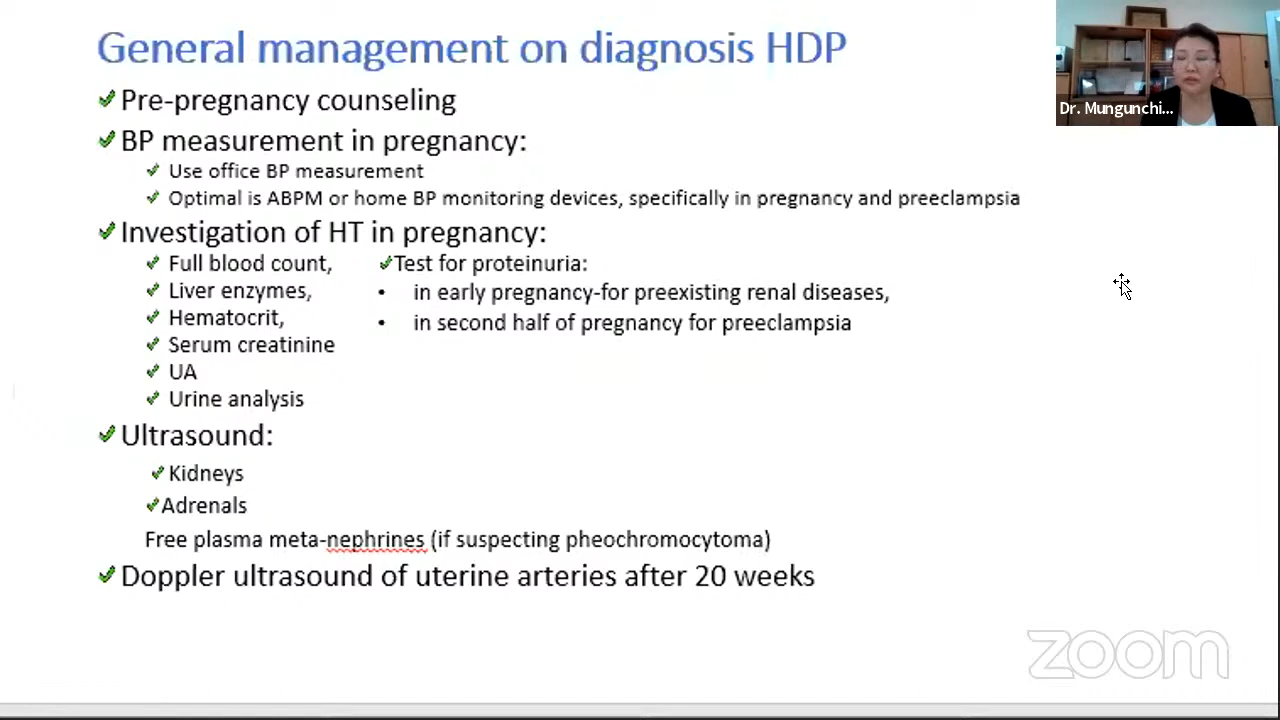 General management on diagnosis HDP
Dr. Mungunchi...
Pre-pregnancy counseling
BP measurement in pregnancy:
Use office BP measurement
Optimal is ABPM or home BP monitoring devices, specifically in pregnancy and preeclampsia
Investigation of HT in pregnancy:
Full blood count,
Liver enzymes,
Hematocrit,
Serum creatinine
UA
Urine analysis
Test for proteinuria:
in early pregnancy-for preexisting renal diseases,
in second half of pregnancy for preeclampsia
Ultrasound:
Kidneys
Adrenals
Free plasma meta-nephrines (if suspecting pheochromocytoma)
Doppler ultrasound of uterine arteries after 20 weeks
zoom